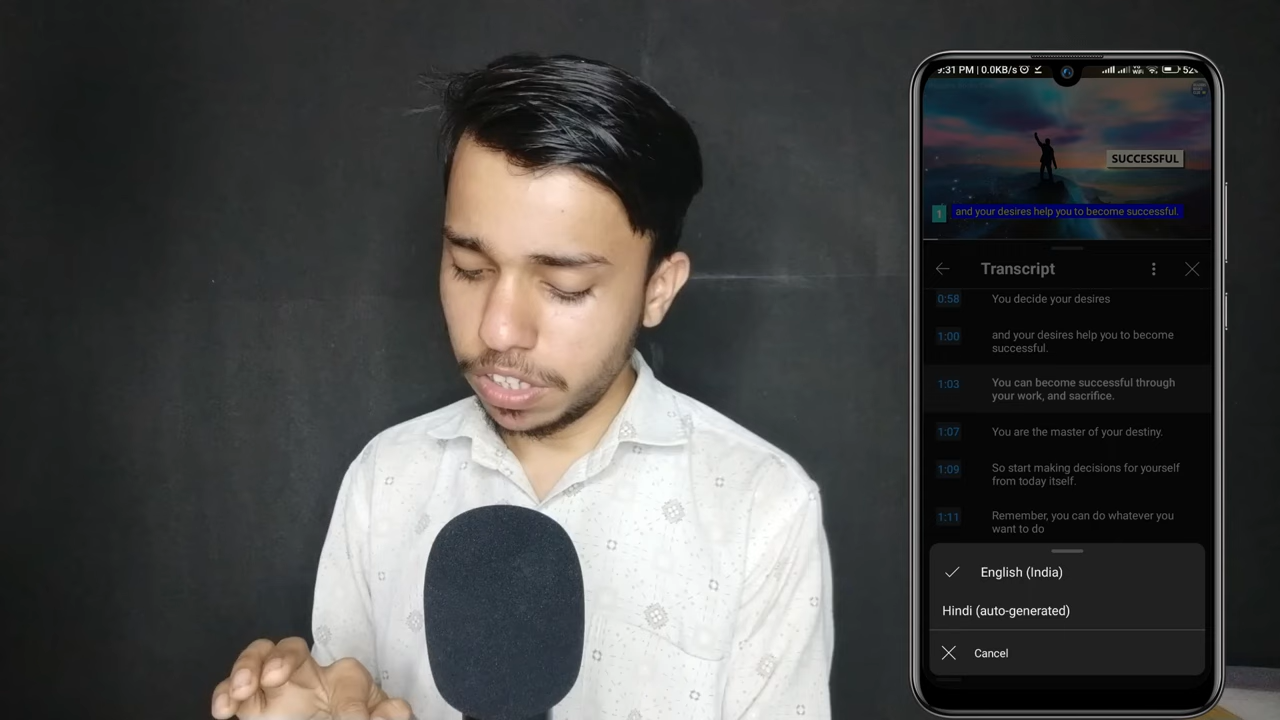 9:31 PM | 0.0KB/s
52
SUCCESSFUL
1 and your desires help you to become successful.
Transcript
0:58 You decide your desires
1:00 and your desires help you to become
successful.
1:03 You can become successful through
your work, and sacrifice.
1:07 You are the master of your destiny.
1:09 So start making decisions for yourself
from today itself.
1:11 Remember, you can do whatever you
want to do
English (India)
Hindi (auto-generated)
Cancel